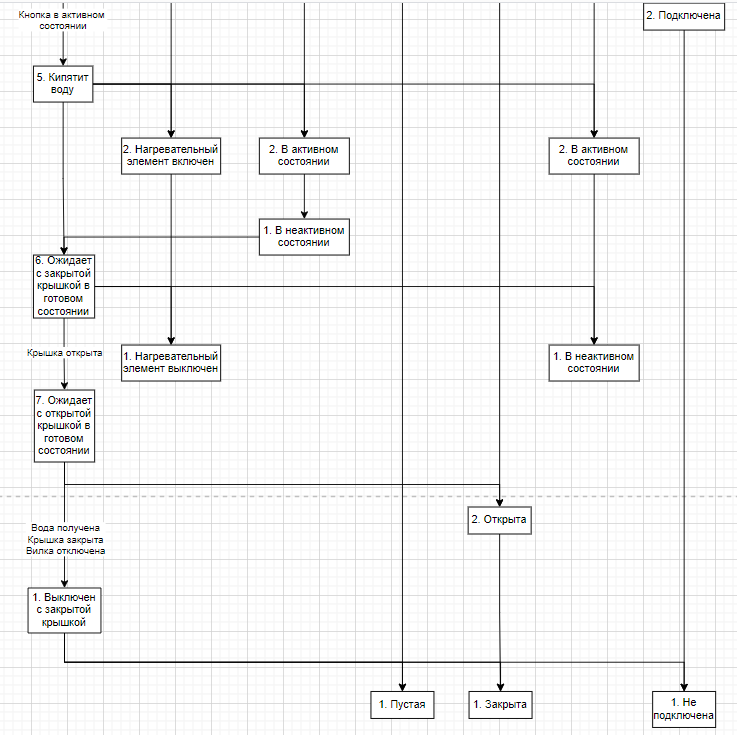 Кнопка в активном
состоянии
2. Подключена
5. Кипятит
воду
2. Нагревательный
элемент включен
2. В активном
состоянии
2. В активном
состоянии
1. В неактивном
состоянии
6. Ожидает
с закрытой
крышкой в
готовом
состоянии
Крышка открыта
1. Нагревательный
элемент выключен
1. В неактивном
состоянии
7. Ожидает
с открытой
крышкой в
готовом
состоянии
2. Открыта
Вода получена
Крышка закрыта
Вилка отключена
1. Выключен
с закрытой
крышкой
1. Пустая
1. Закрыта
1. Не
подключена